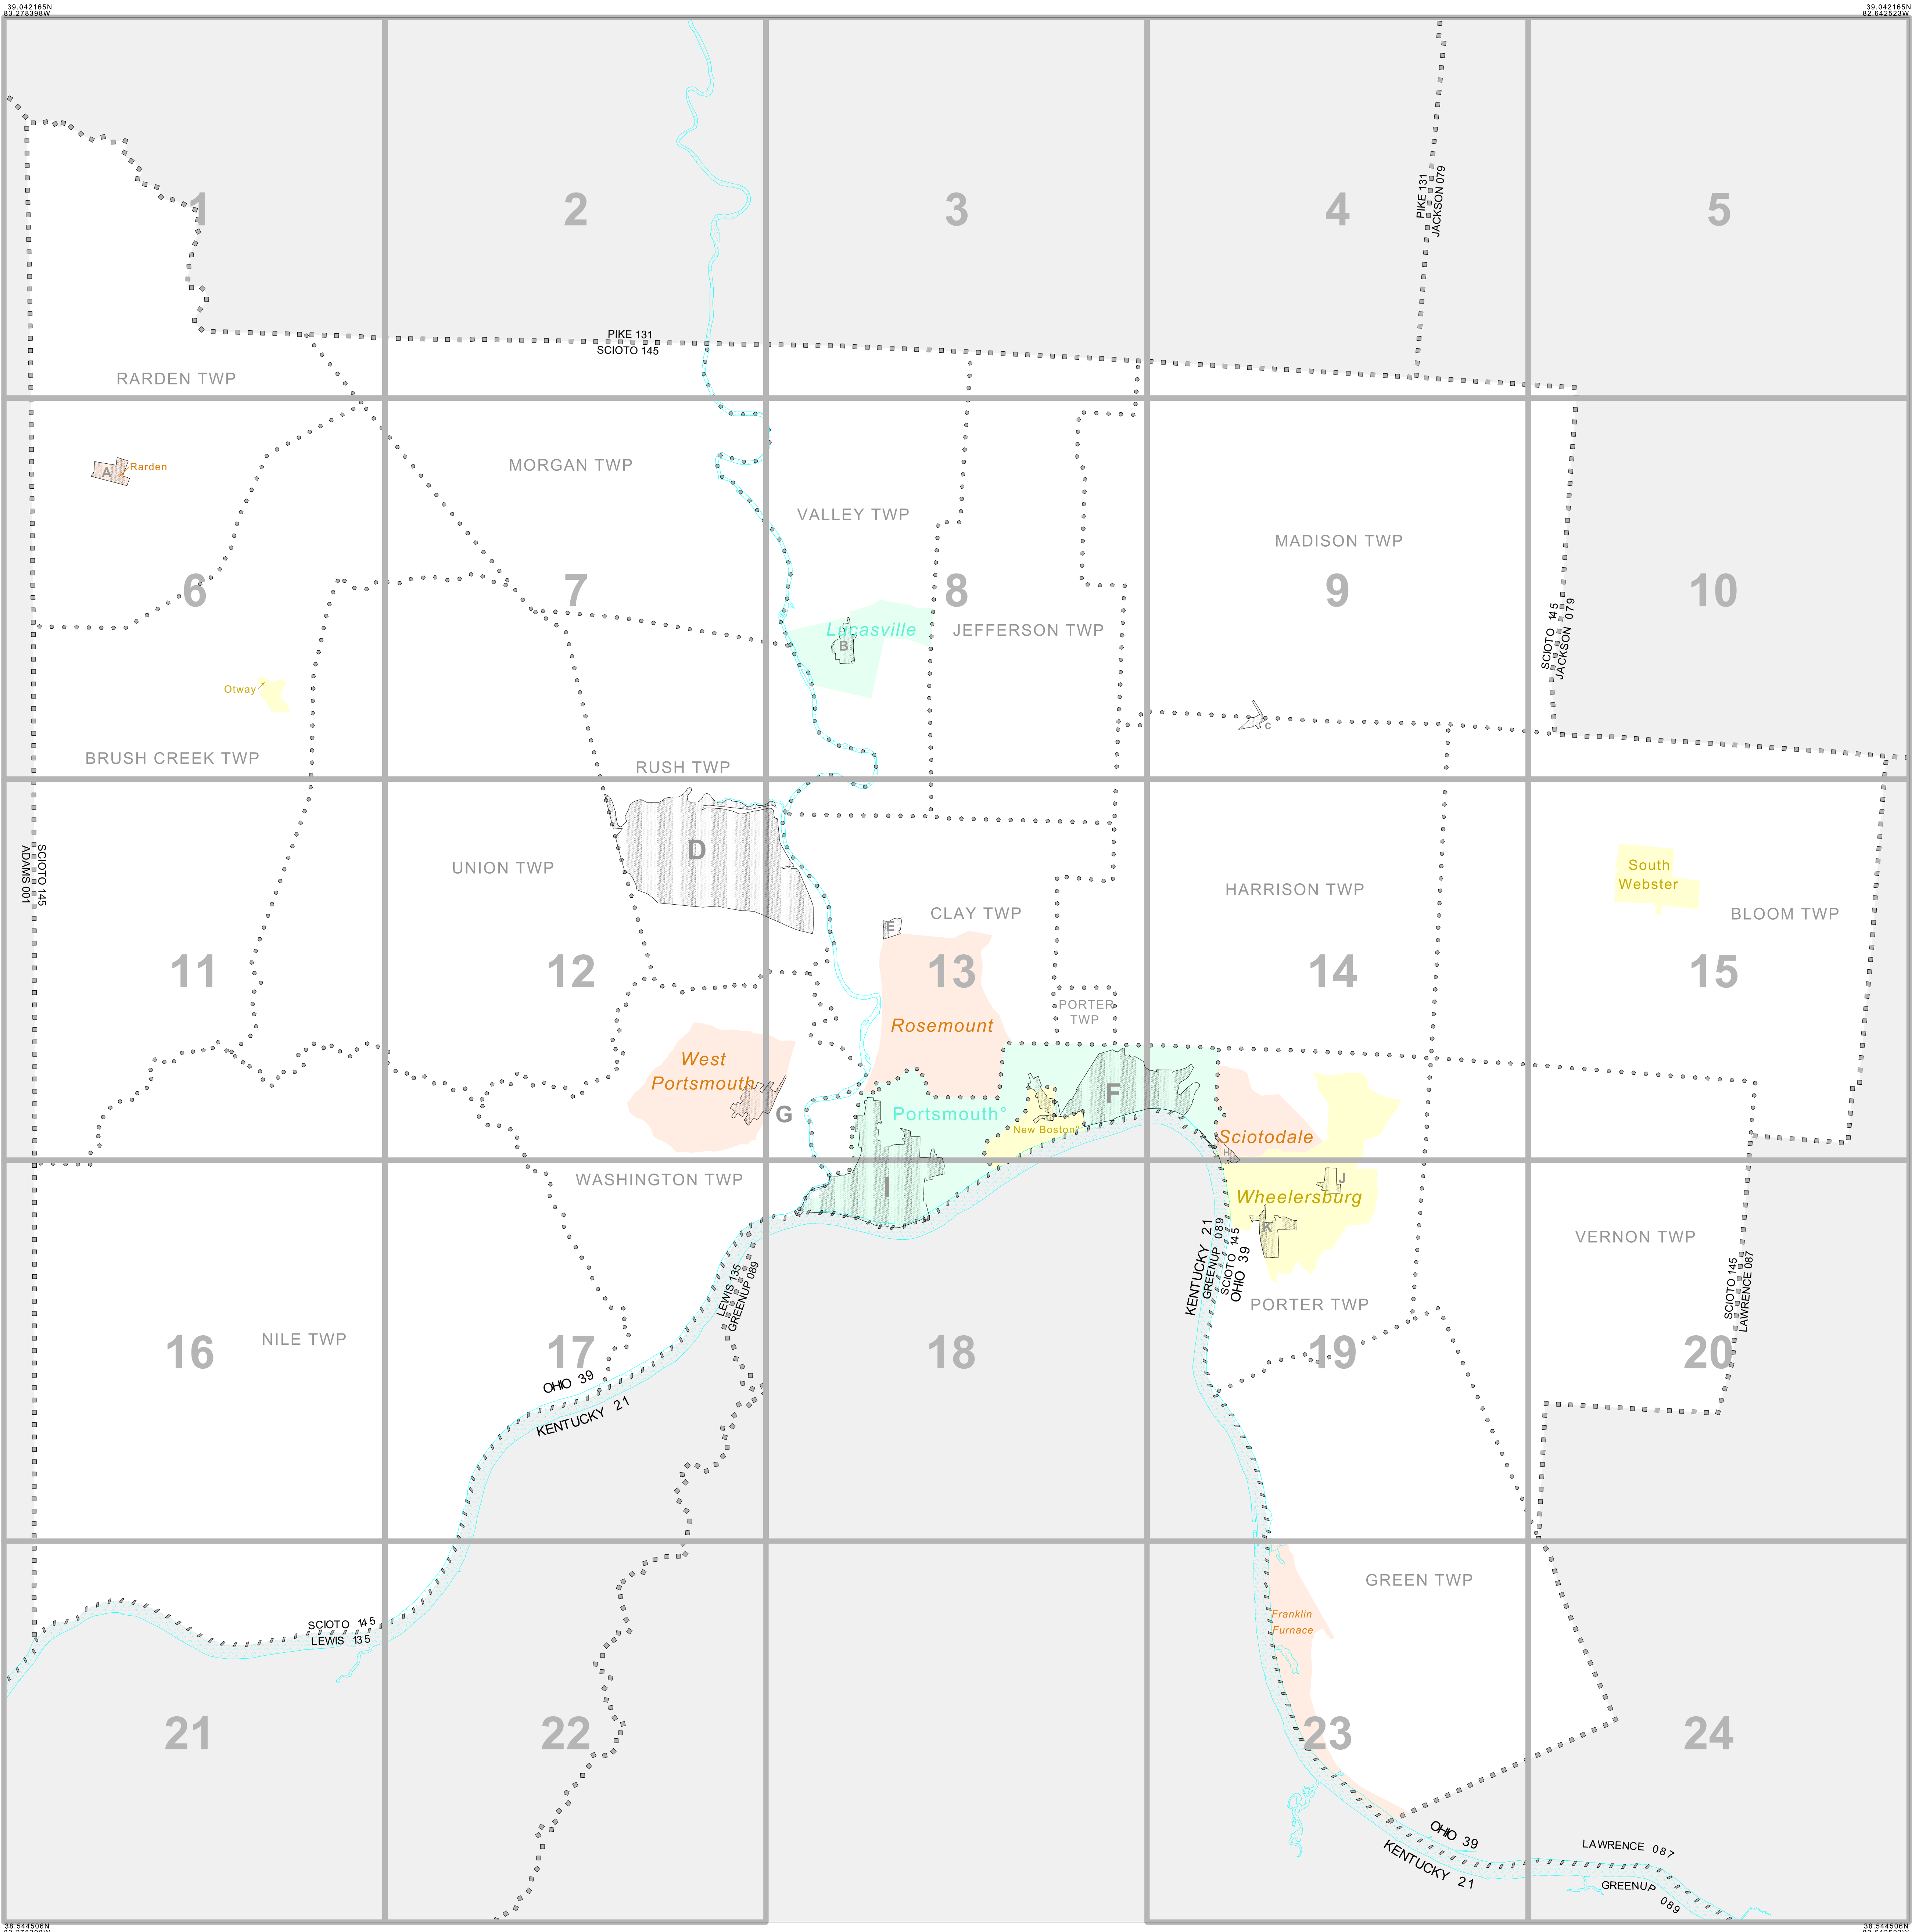 39.042165N
83.278398W
39.042165N
82.642523W
1
2
3
4
5
PIKE 131
JACKSON 079
PIKE 131
SCIOTO 145
RARDEN TWP
A
Rarden
MORGAN TWP
VALLEY TWP
MADISON TWP
6
7
8
9
10
Lucasville
B
JEFFERSON TWP
SCIOTO 145
JACKSON 079
Otway
C
BRUSH CREEK TWP
RUSH TWP
SCIOTO 145
ADAMS 001
UNION TWP
D
HARRISON TWP
South
Webster
CLAY TWP
E
BLOOM TWP
11
12
13
14
15
PORTER
TWP
Rosemount
West
Portsmouth
G
Portsmouth°
F
New Boston
Sciotodale
H
WASHINGTON TWP
I
J
Wheelersburg
K
VERNON TWP
LEWIS 135
GREENUP 089
KENTUCKY 21
GREENUP 089
SCIOTO 145
OHIO 39
SCIOTO 145
LAWRENCE 087
PORTER TWP
NILE TWP
16
17
18
19
20
OHIO 39
KENTUCKY 21
GREEN TWP
Franklin
Furnace
SCIOTO 145
LEWIS 135
21
22
23
24
OHIO 39
KENTUCKY 21
LAWRENCE 087
GREENUP 089
38.544506N
38.544506N